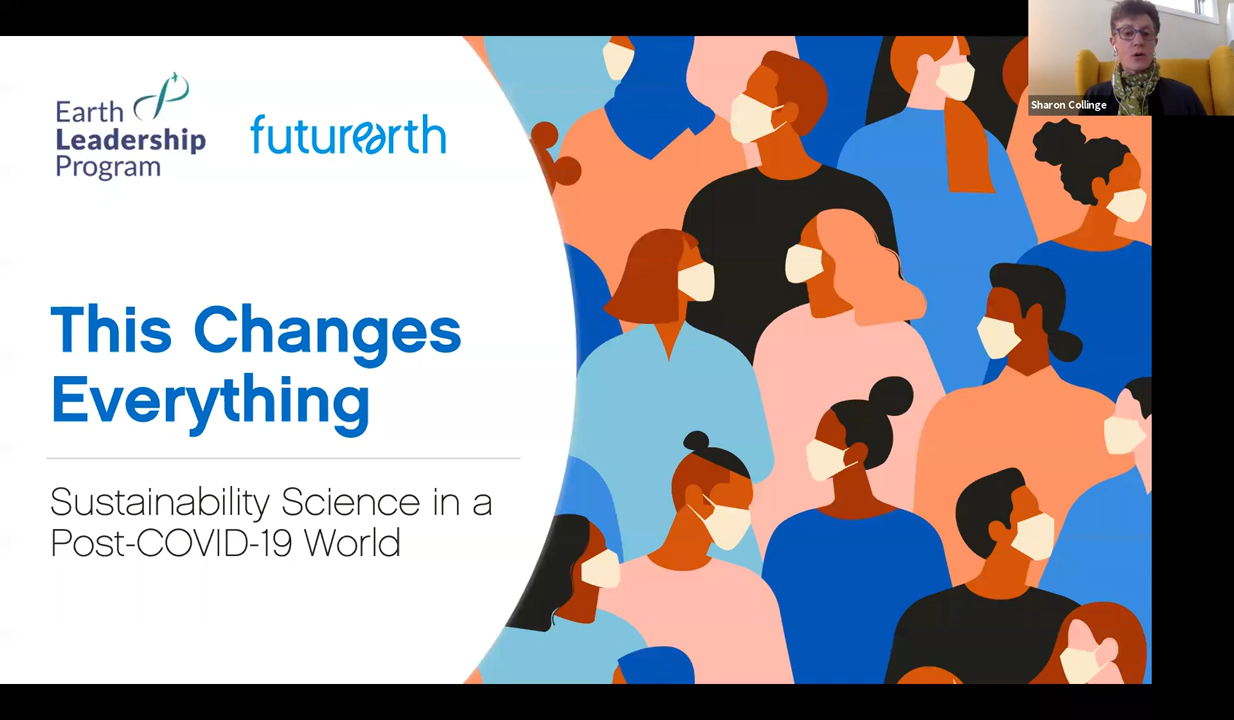 Earth
Leadership
Program
futurearth
This Changes
Everything
Sustainability Science in a
Post-COVID-19 World
Sharon Collinge